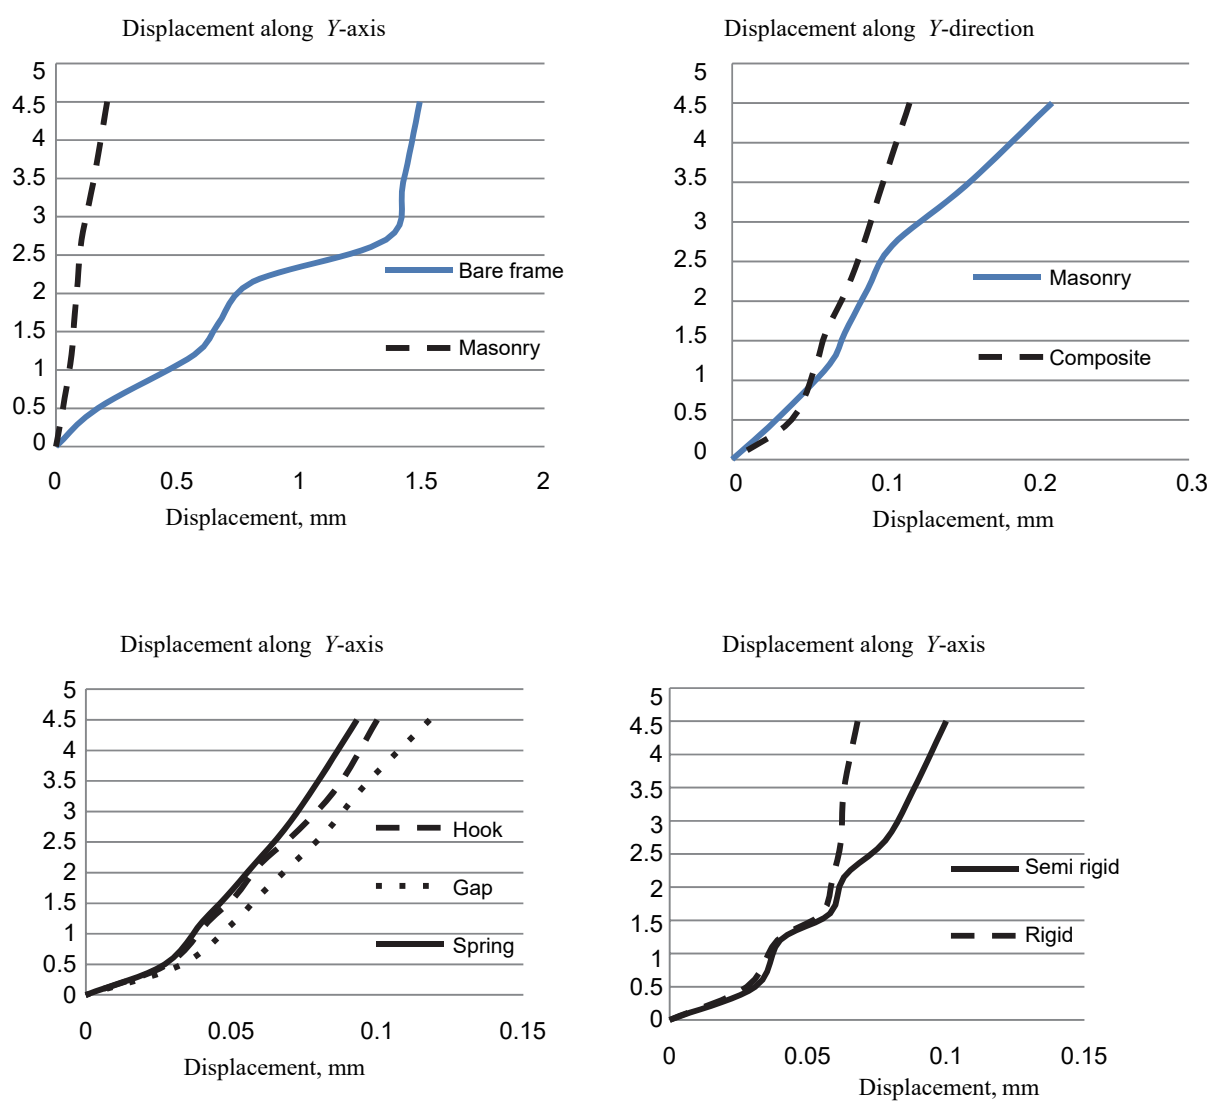 Displacement along Y-axis
5
4.5
4
3.5
3
2.5
2
1.5
1
0.5
0
Bare frame
Masonry
0 0.5 1 1.5 2
Displacement, mm
Displacement along Y-direction
5
4.5
4
3.5
3
2.5
2
1.5
1
0.5
0
Masonry
Composite
0 0.1 0.2 0.3
Displacement, mm
Displacement along Y-axis
5
4.5
4
3.5
3
2.5
2
1.5
1
0.5
0
Hook
Gap
Spring
0 0.05 0.1 0.15
Displacement, mm
Displacement along Y-axis
5
4.5
4
3.5
3
2.5
2
1.5
1
0.5
0
Semi rigid
Rigid
0 0.05 0.1 0.15
Displacement, mm